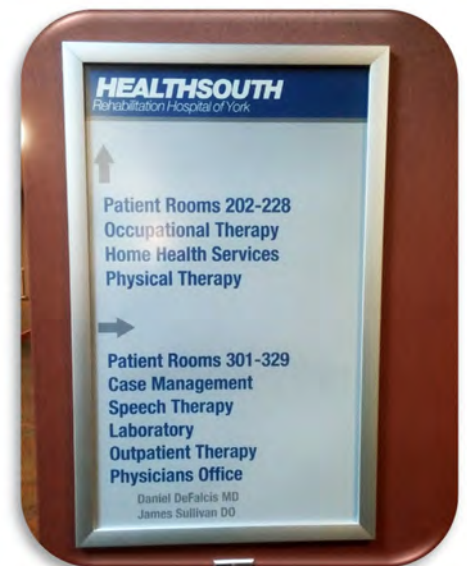 HEALTHSOUTH
Rehabilitation Hospital of York
Patient Rooms 202-228
Occupational Therapy
Home Health Services
Physical Therapy
Patient Rooms 301-329
Case Management
Speech Therapy
Laboratory
Outpatient Therapy
Physicians Office
Daniel DeFalcis MD
James Sullivan DO